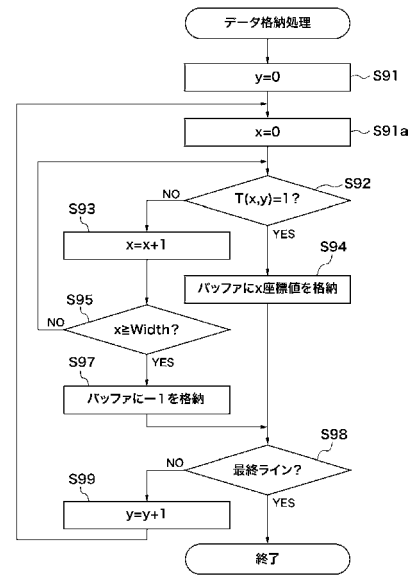 データ格納処理
y=0
S91
x=0
S91a
S92
T(x,y)=1?
NO
YES
S93
x=x+1
S94
バッファにx座標値を格納
S95
x≧Width?
NO
YES
S97
バッファに－1を格納
S98
最終ライン?
NO
YES
S99
y=y+1
終了